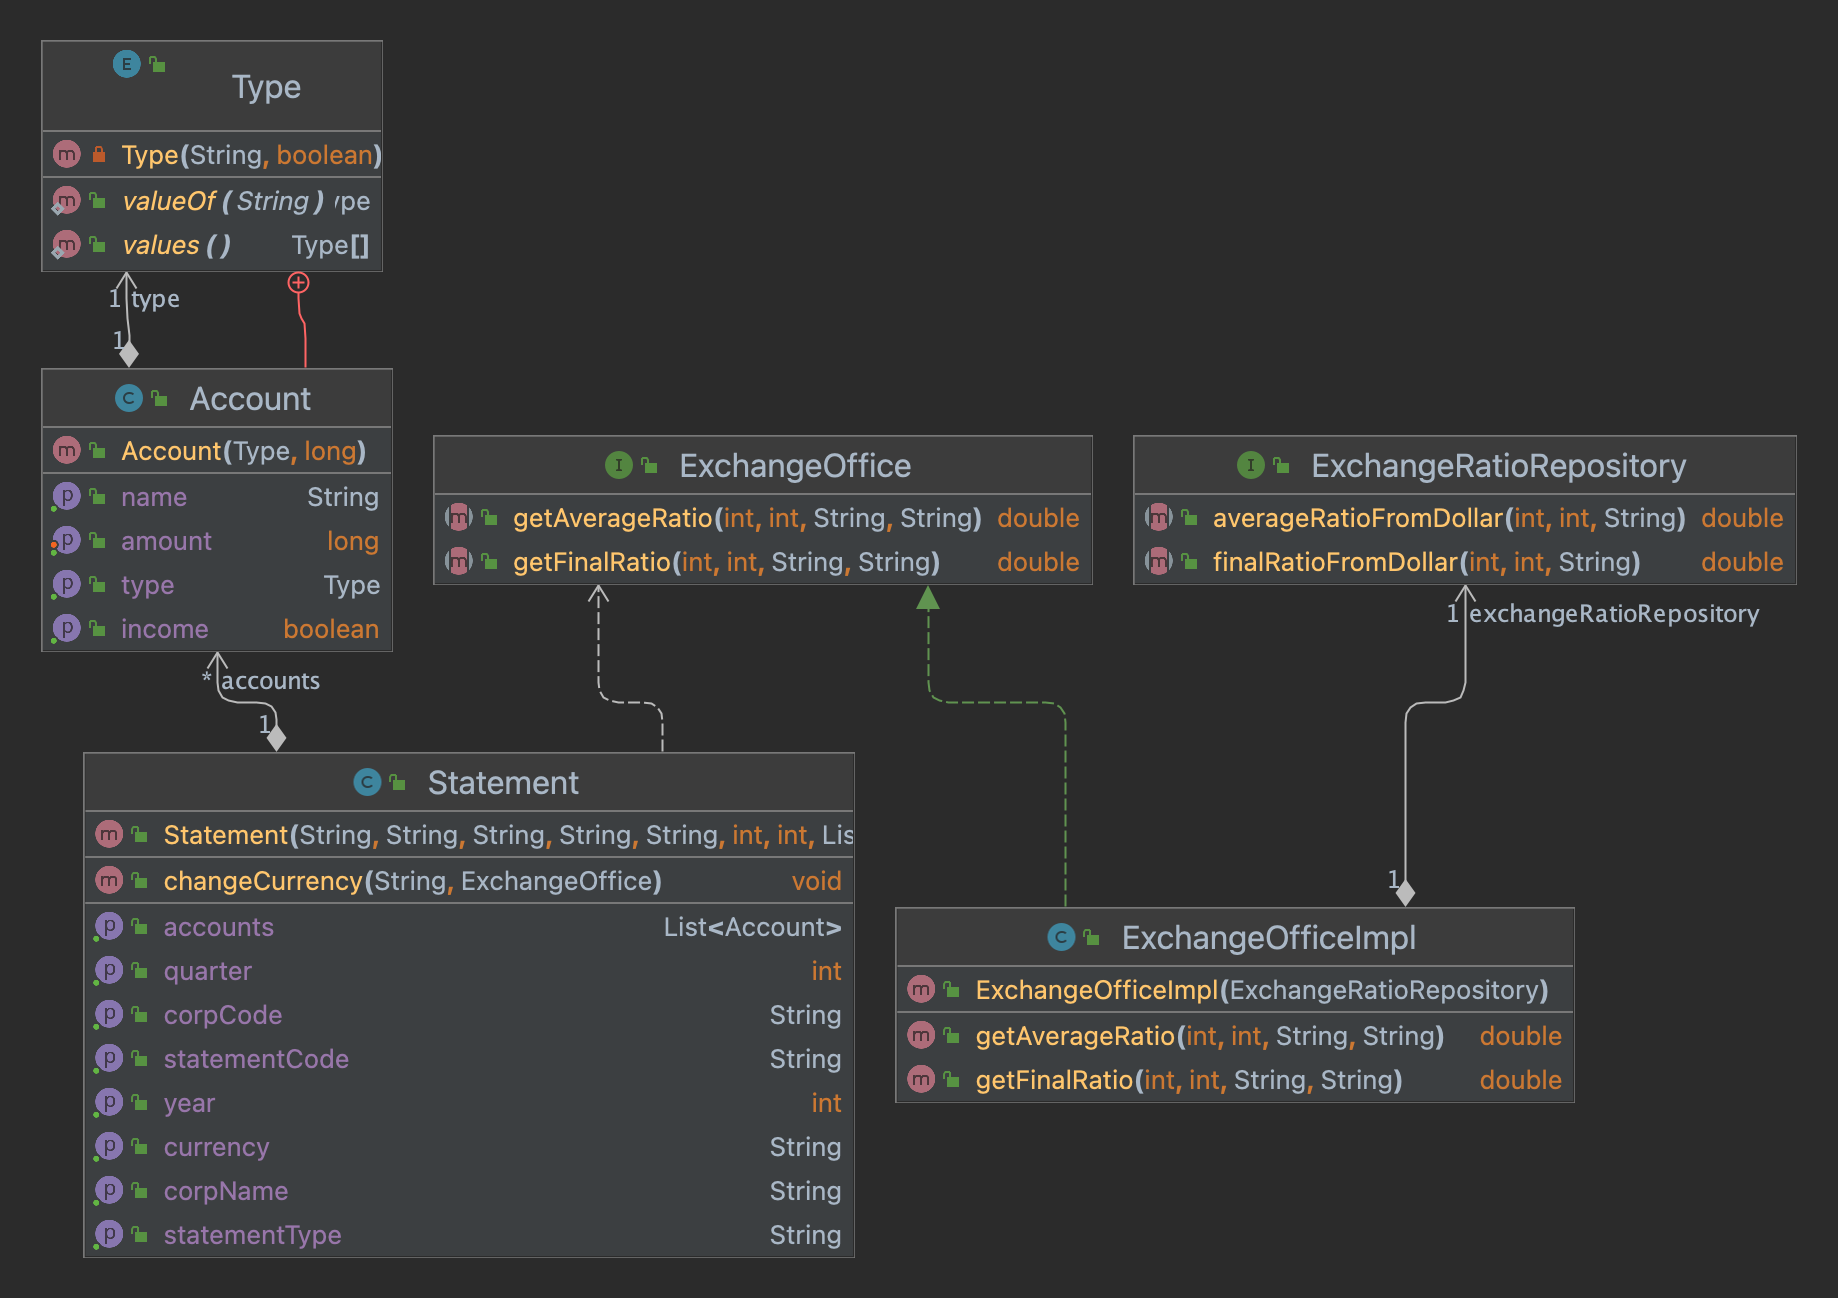 E
Type
m Type(String, boolean)
m valueOf(String)
m values() Type[]
1 type
1
C Account
m Account(Type, long)
p name String
p amount long
p type Type
p income boolean
* accounts
1
I ExchangeOffice
m getAverageRatio(int, int, String, String) double
m getFinalRatio(int, int, String, String) double
I ExchangeRatioRepository
m averageRatioFromDollar(int, int, String) double
m finalRatioFromDollar(int, int, String) double
1 exchangeRatioRepository
1
C Statement
m Statement(String, String, String, String, String, int, int, Lis
m changeCurrency(String, ExchangeOffice) void
p accounts List<Account>
p quarter int
p corpCode String
p statementCode String
p year int
p currency String
p corpName String
p statementType String
C ExchangeOfficeImpl
m ExchangeOfficeImpl(ExchangeRatioRepository)
m getAverageRatio(int, int, String, String) double
m getFinalRatio(int, int, String, String) double